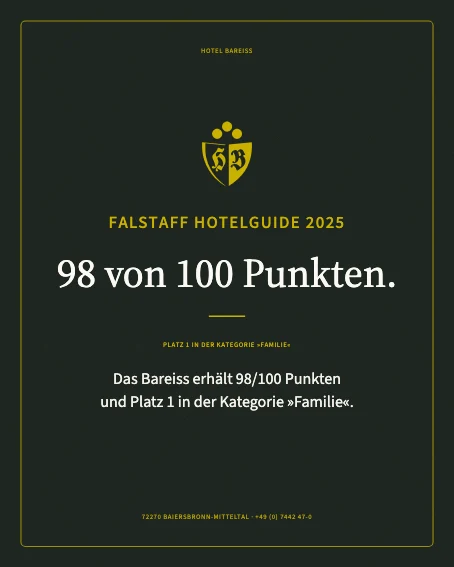 HOTEL BAREISS
HB
FALSTAFF HOTELGUIDE 2025
98 von 100 Punkten.
PLATZ 1 IN DER KATEGORIE »FAMILIE«
Das Bareiss erhält 98/100 Punkten
und Platz 1 in der Kategorie »Familie«.
72270 BAIERSBRONN-MITTELTAL · +49 (0) 7442 47-0